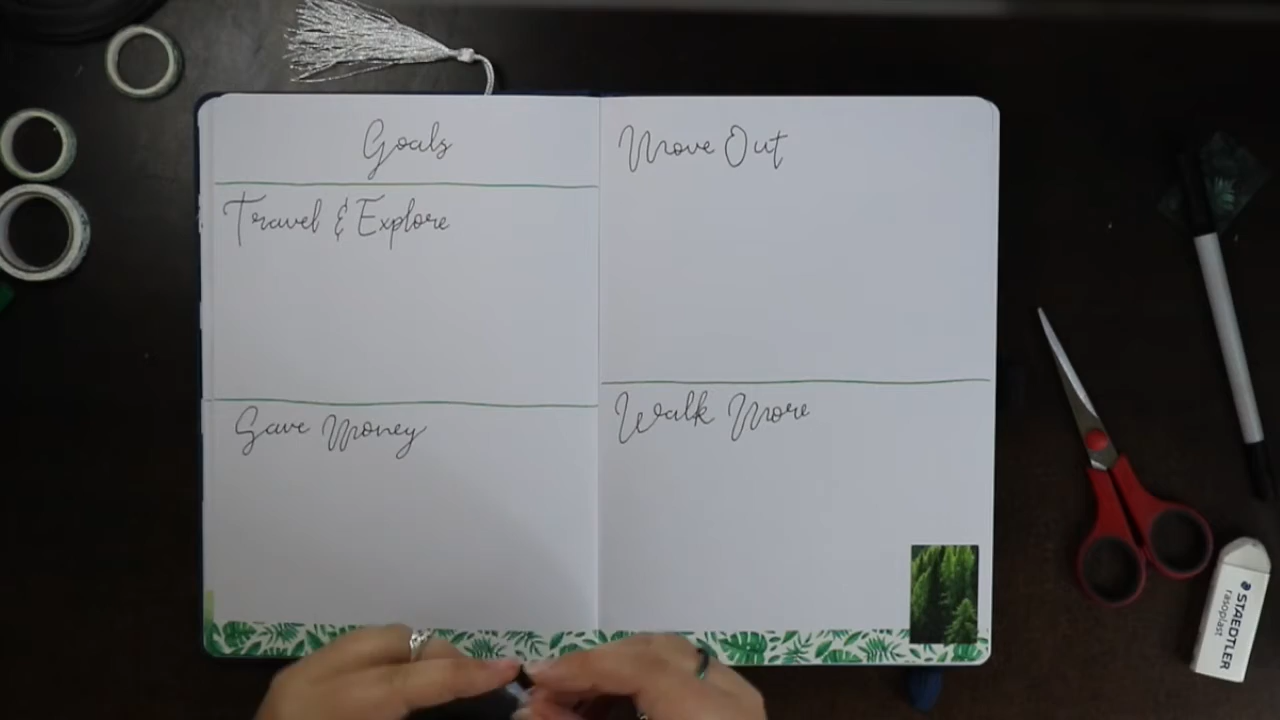 Goals
Travel & Explore
Save Money
Move Out
Walk More
STAEDTLER
rasoplast